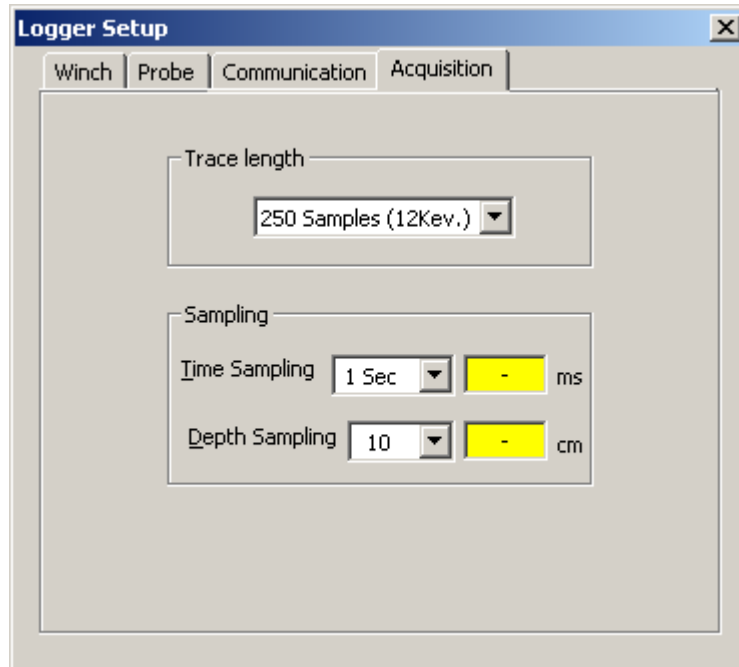 Logger Setup
Winch Probe Communication Acquisition
Trace length
250 Samples (12Kev.)
Sampling
Time Sampling 1 Sec - ms
Depth Sampling 10 - cm